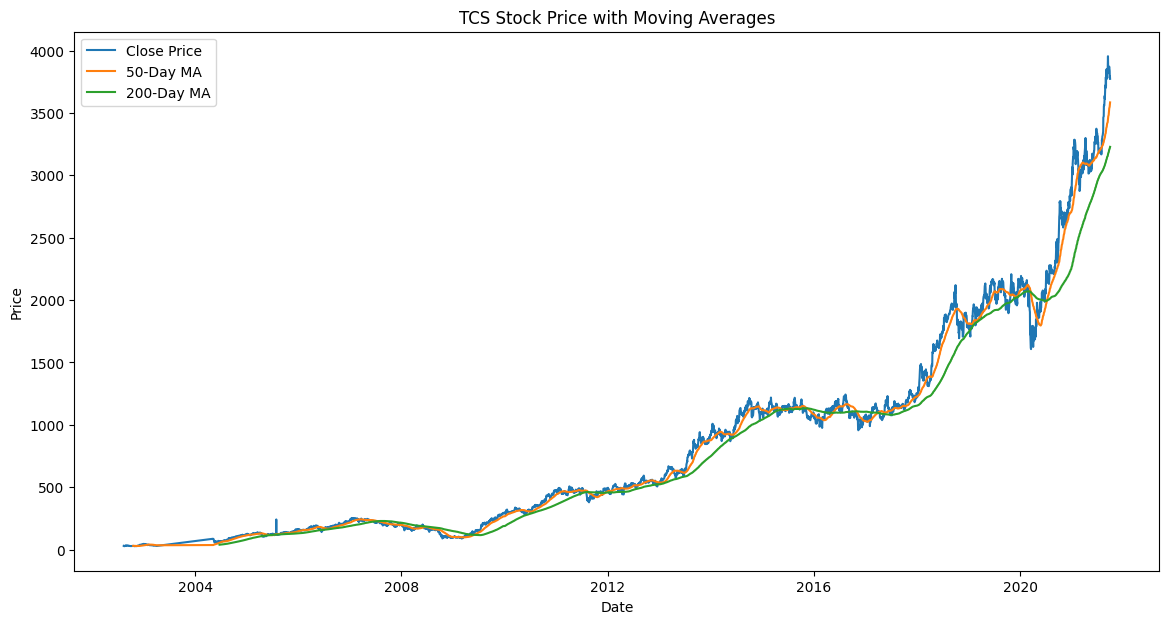 TCS Stock Price with Moving Averages
Close Price
50-Day MA
200-Day MA
Price
4000
3500
3000
2500
2000
1500
1000
500
0
2004
2008
2012
2016
2020
Date